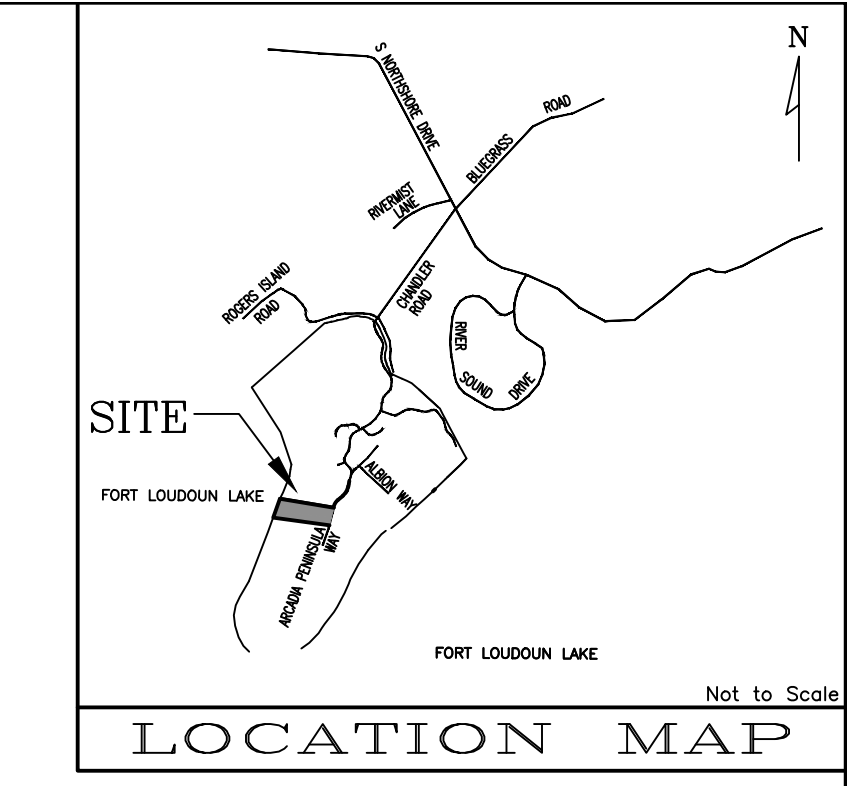 N
S NORTHSHORE DRIVE
ROAD
BLUEGRASS
RIVERMIST
LANE
CHANDLER
ROAD
ROGERS ISLAND
ROAD
RIVER
SOUND
DRIVE
SITE
ALBION WAY
FORT LOUDOUN LAKE
ARCADIA PENINSULA
WAY
FORT LOUDOUN LAKE
Not to Scale
LOCATION MAP